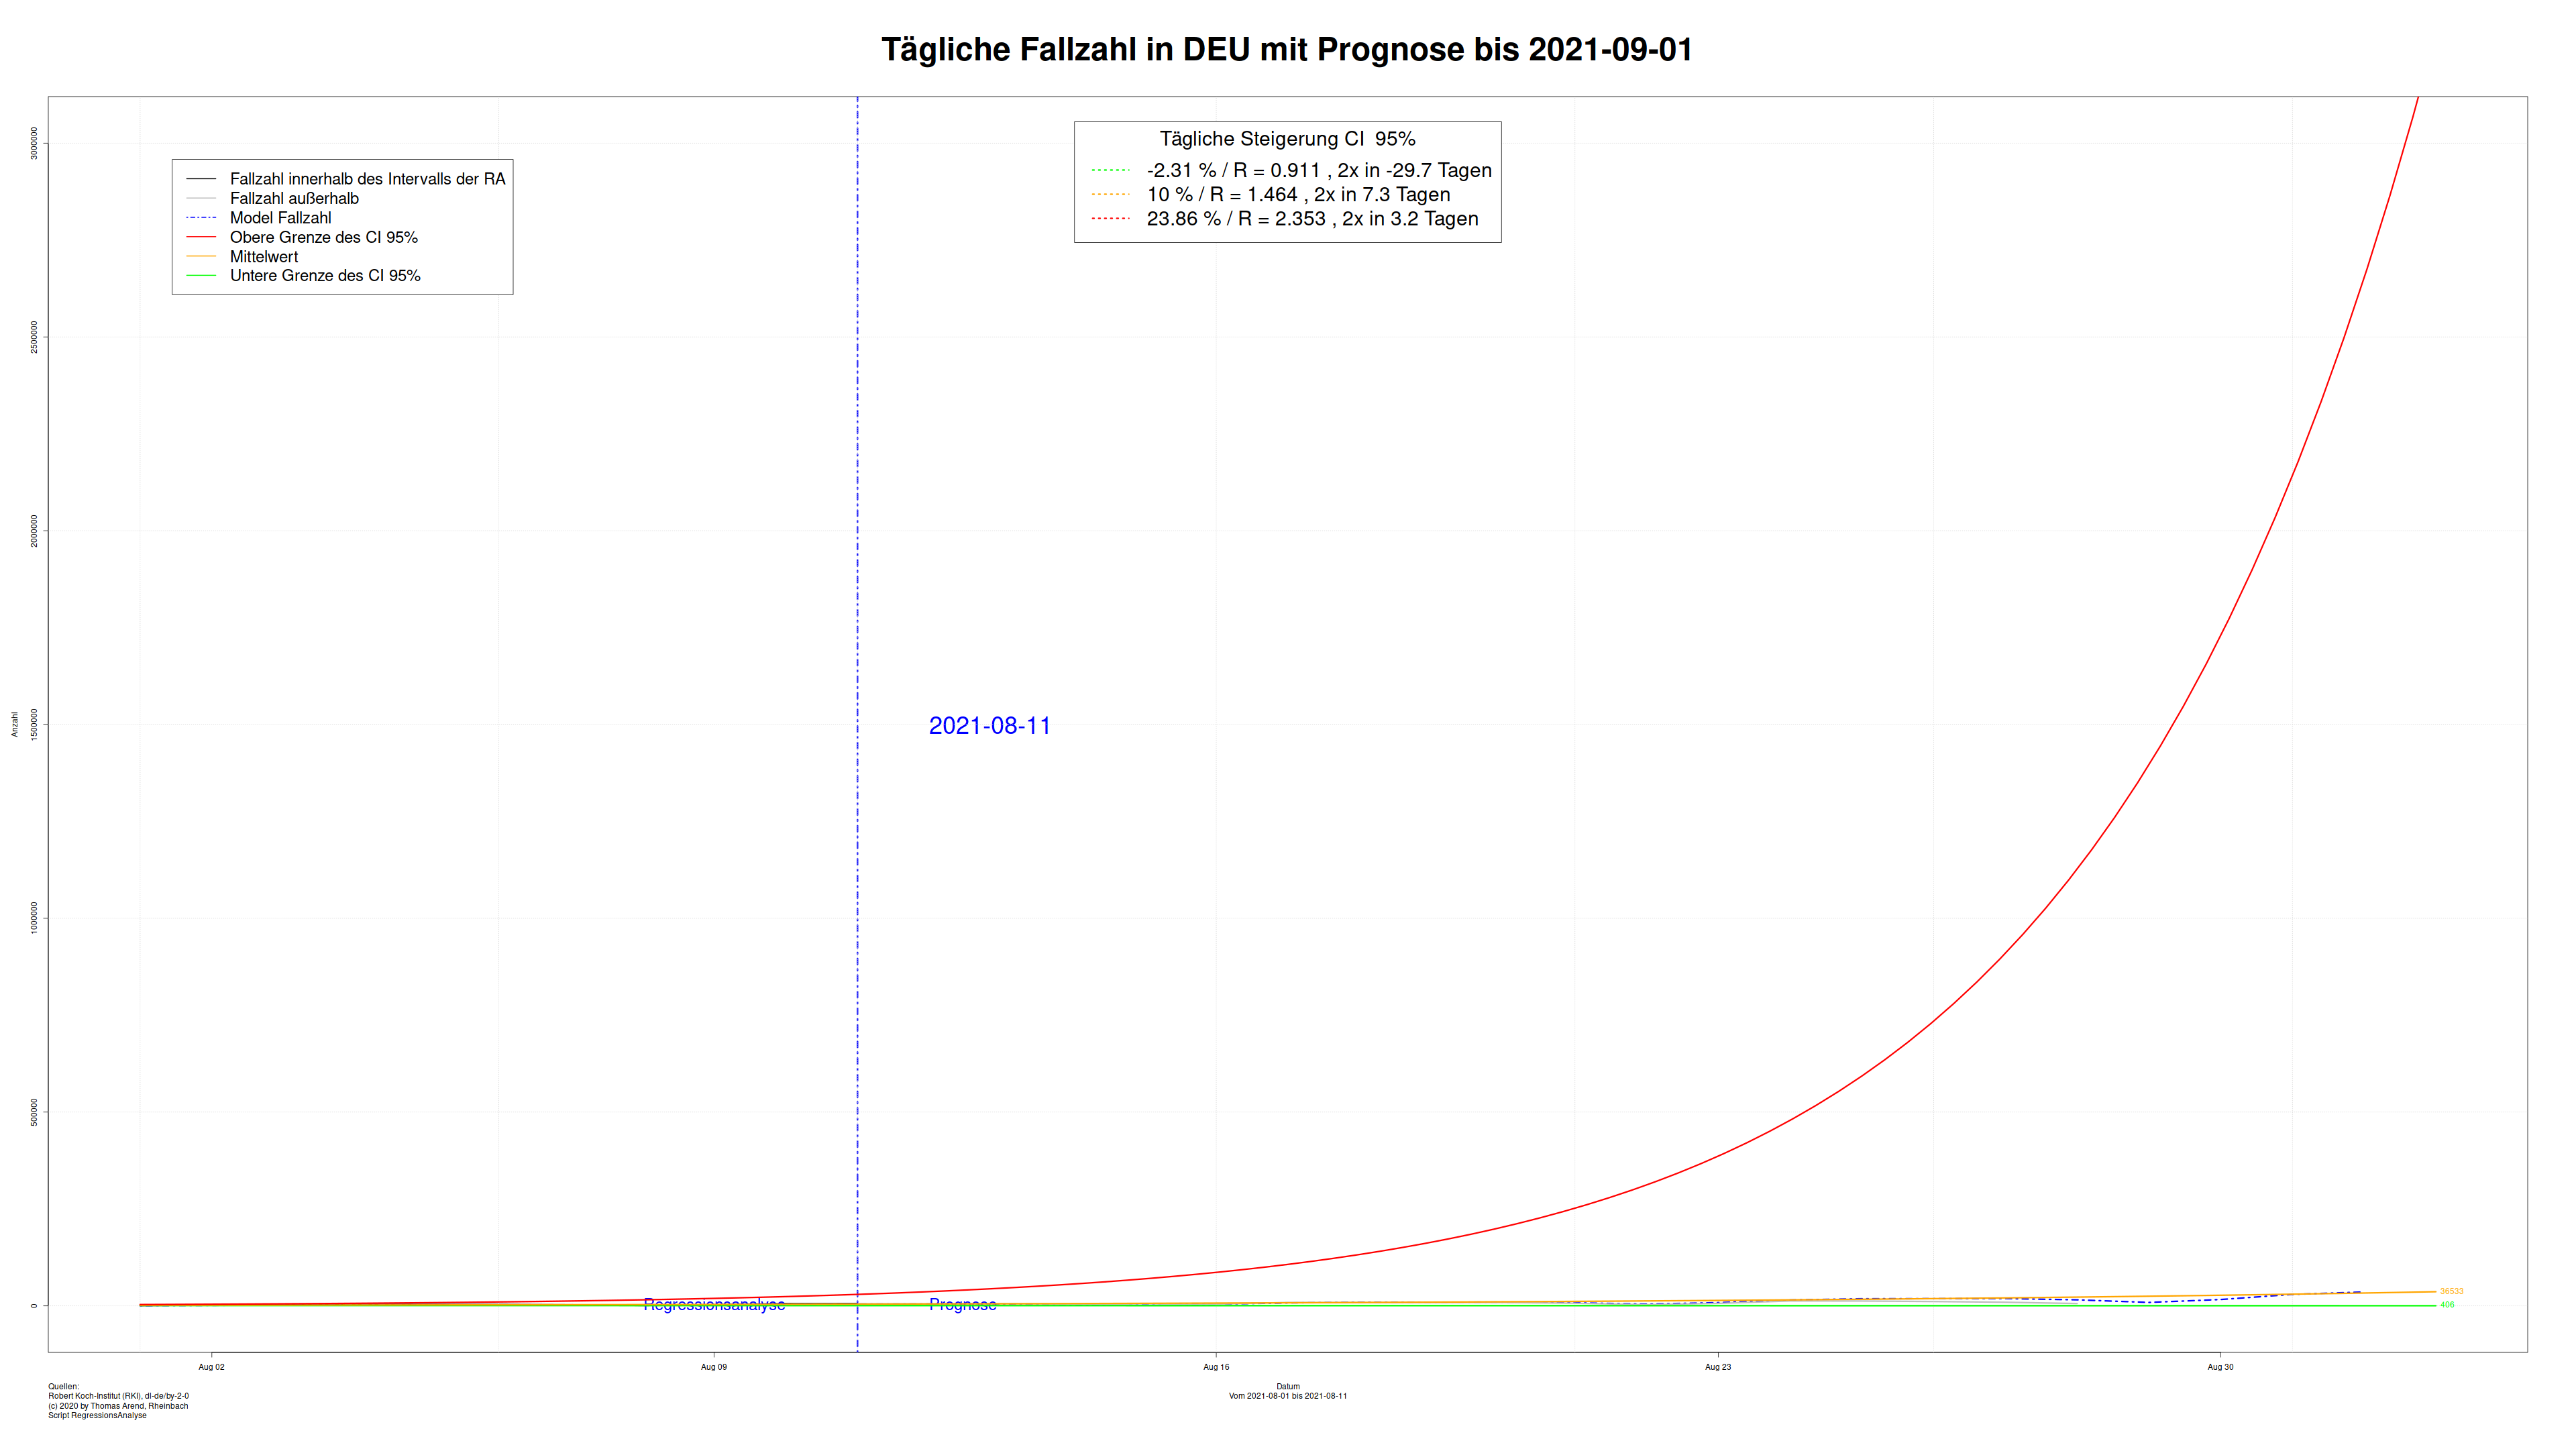 Tägliche Fallzahl in DEU mit Prognose bis 2021-09-01
Fallzahl innerhalb des Intervalls der RA
Fallzahl außerhalb
Model Fallzahl
Obere Grenze des CI 95%
Mittelwert
Untere Grenze des CI 95%
Tägliche Steigerung CI  95%
-2.31 % / R = 0.911 , 2x in -29.7 Tagen
10 % / R = 1.464 , 2x in 7.3 Tagen
23.86 % / R = 2.353 , 2x in 3.2 Tagen
Anzahl
3000000
2500000
2000000
1500000
1000000
500000
0
2021-08-11
Regressionsanalyse
Prognose
36533
406
Aug 02
Aug 09
Aug 16
Aug 23
Aug 30
Datum
Vom 2021-08-01 bis 2021-08-11
Quellen:
Robert Koch-Institut (RKI), dl-de/by-2-0
(c) 2020 by Thomas Arend, Rheinbach
Script RegressionsAnalyse